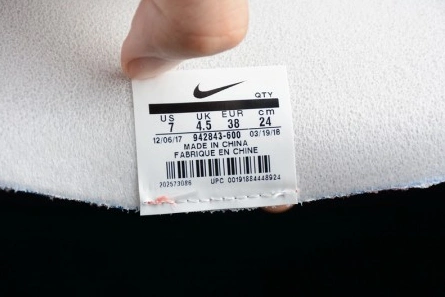 QTY
US UK EUR cm
7 4.5 38 24
12/06/17 942843-600 03/19/18
MADE IN CHINA
FABRIQUE EN CHINE
202573086 UPC 00191884448924